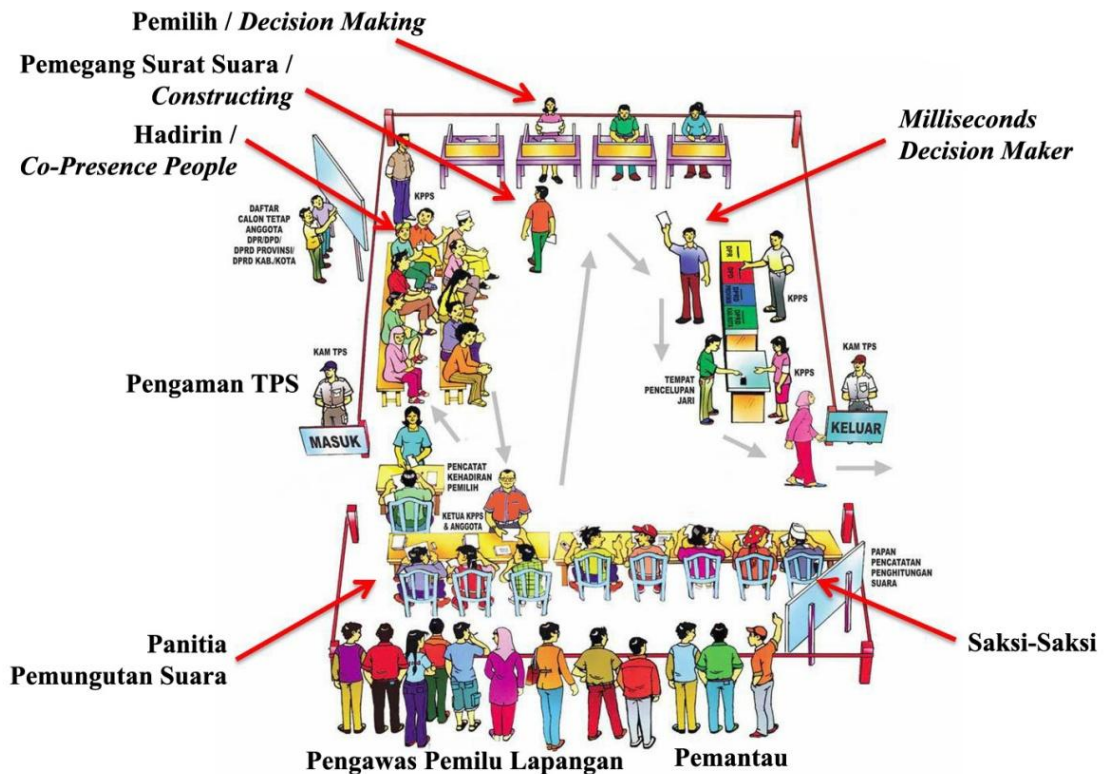 Pemilih / Decision Making
Pemegang Surat Suara /
Constructing
Hadirin /
Co-Presence People
Milliseconds
Decision Maker
KPPS
DAFTAR
CALON TETAP
ANGGOTA
DPR/DPD/
DPRD PROVINSI/
DPRD KAB./KOTA
DPR
DPD
KPPS
KAM TPS
Pengaman TPS
MASUK
TEMPAT
PENCELUPAN
JARI
KPPS
KAM TPS
KELUAR
PENCATAT
KEHADIRAN
PEMILIH
KETUA KPPS
& ANGGOTA
PAPAN
PENCATATAN
PENGHITUNGAN
SUARA
Panitia
Pemungutan Suara
Saksi-Saksi
Pengawas Pemilu Lapangan
Pemantau